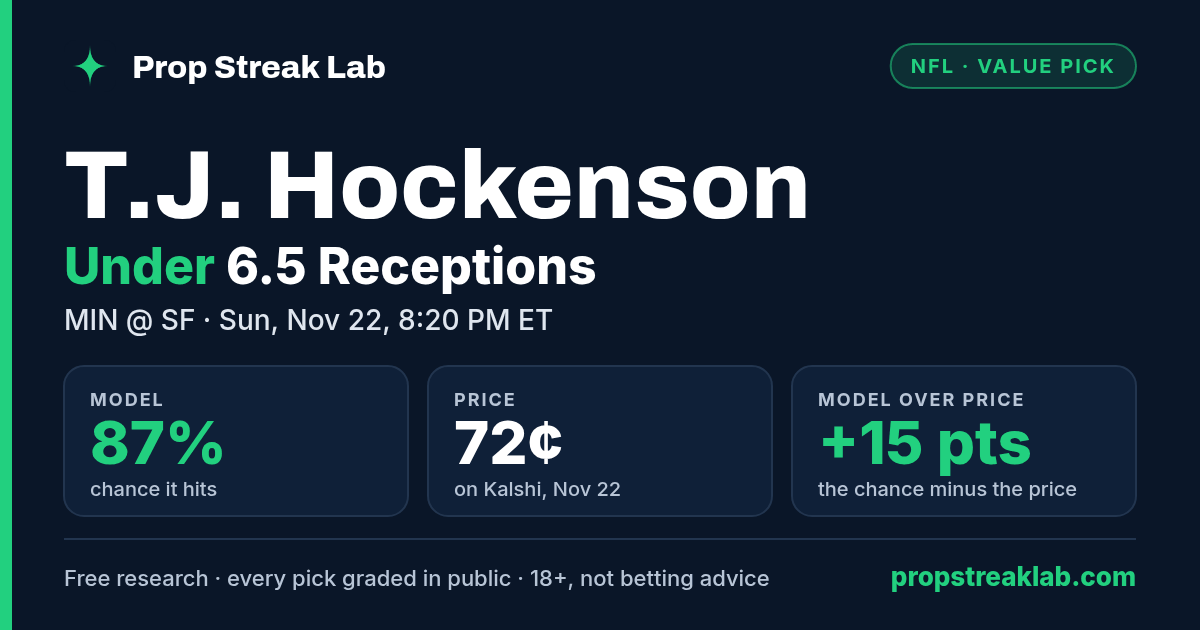 Prop Streak Lab
NFL · VALUE PICK
T.J. Hockenson
Under 6.5 Receptions
MIN @ SF · Sun, Nov 22, 8:20 PM ET
MODEL
87%
chance it hits
PRICE
72¢
on Kalshi, Nov 22
MODEL OVER PRICE
+15 pts
the chance minus the price
Free research · every pick graded in public · 18+, not betting advice
propstreaklab.com